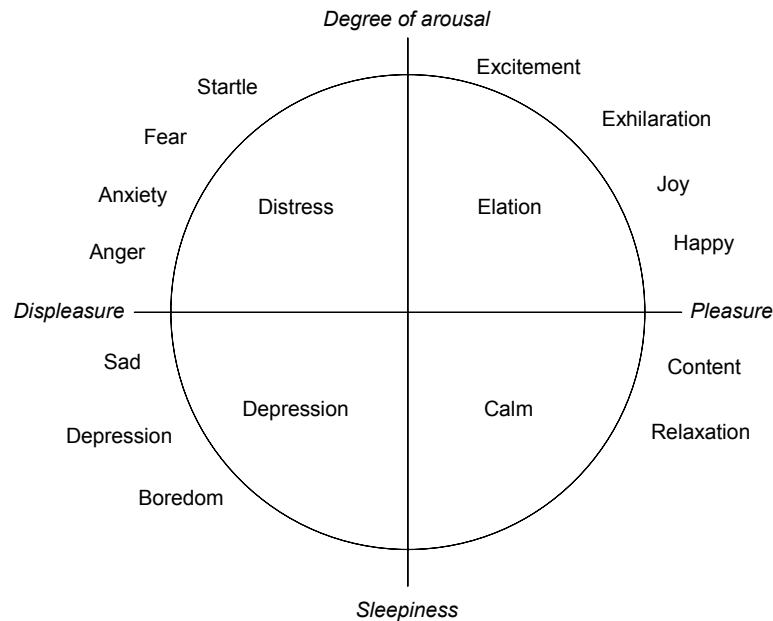 Degree of arousal
Excitement
Startle
Exhilaration
Fear
Joy
Anxiety
Distress
Elation
Happy
Anger
Displeasure
Pleasure
Sad
Content
Depression
Calm
Depression
Relaxation
Boredom
Sleepiness